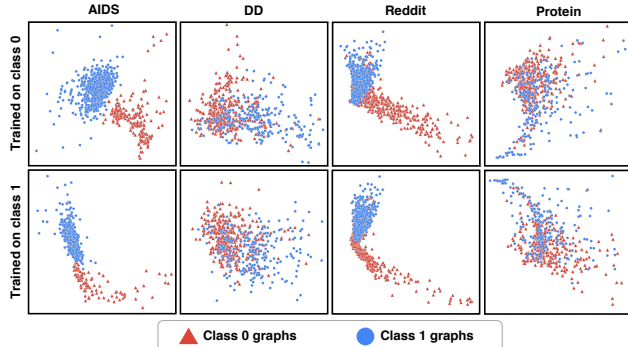 AIDS DD Reddit Protein
Trained on class 0
Trained on class 1
Class 0 graphs Class 1 graphs